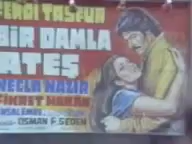 FERDİ TAYFUR
BİR DAMLA
ATEŞ
NECLA NAZIR
FİKRET HAKAN
OSMAN F. SEDEN